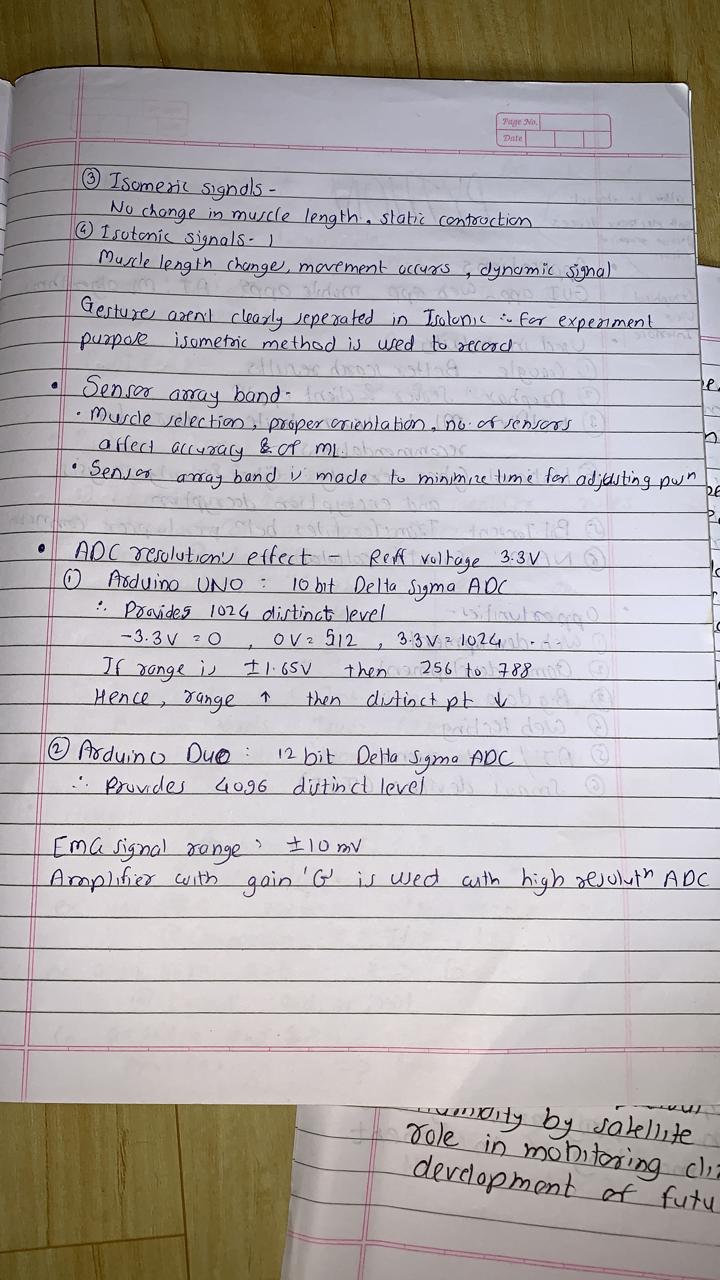 Page No.
Date
③ Isomeric signals -
No change in muscle length, static contraction
④ Isotonic signals - 1
Muscle length change, movement occurs, dynamic signal
Gestures arent clearly seperated in Isotonic ∴ for experiment
purpose isometric method is used to record
• Sensor array band -
• Muscle selection, proper orientation, no. of sensors
affect accuracy & of ML
• Sensor array band is made to minimize time for adjusting
• ADC resolution's effect - Reff voltage 3.3V
① Arduino UNO : 10 bit Delta Sigma ADC
∴ Provides 1024 distinct level
-3.3V = 0 , 0V = 512 , 3.3V = 1024 - - -
If range is ±1.65V then 256 to 788
Hence, range ↑ then distinct pt ↓
② Arduino Due : 12 bit Delta Sigma ADC
∴ Provides 4096 distinct level
EMG signal range : ±10 mV
Amplifier with gain 'G' is used with high resolutn ADC
by satellite
role in monitoring
development of futu